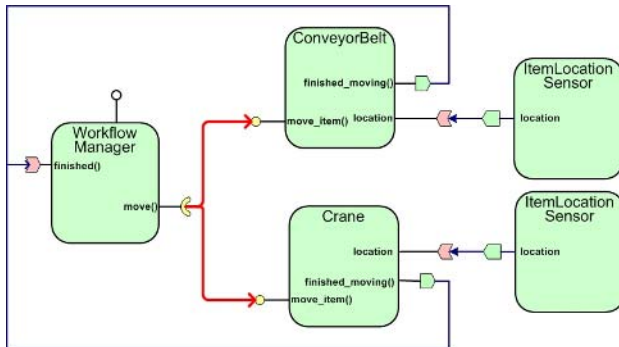 ConveyorBelt
finished_moving()
move_item()
location
ItemLocation
Sensor
location
Workflow
Manager
finished()
move()
Crane
location
finished_moving()
move_item()
ItemLocation
Sensor
location